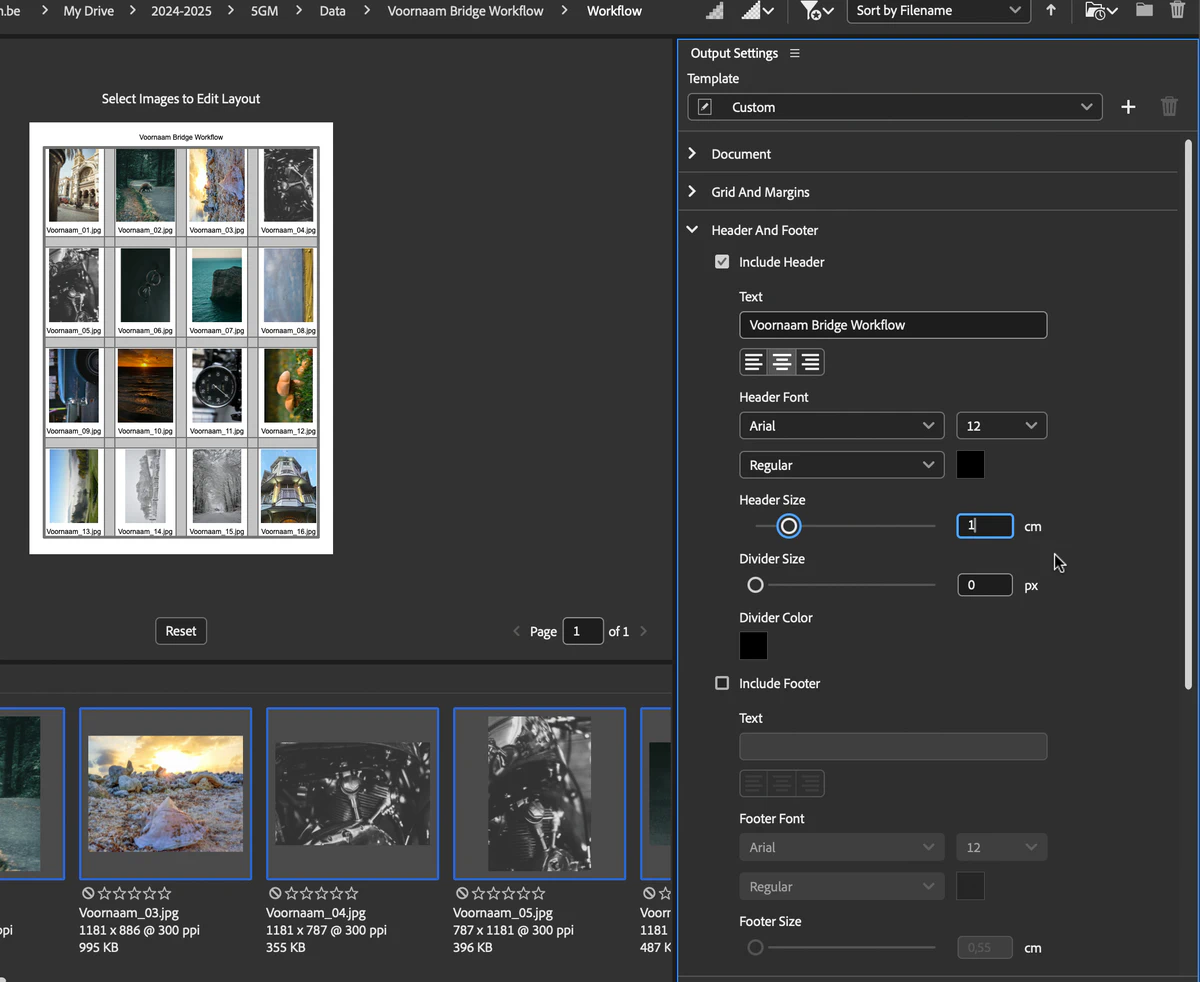 n.be > My Drive > 2024-2025 > 5GM > Data > Voornaam Bridge Workflow > Workflow
Sort by Filename
Output Settings
Template
Custom
Document
Grid And Margins
Header And Footer
Include Header
Text
Voornaam Bridge Workflow
Header Font
Arial 12
Regular
Header Size
1 cm
Divider Size
0 px
Divider Color
Include Footer
Text
Footer Font
Arial 12
Regular
Footer Size
0,55 cm
Select Images to Edit Layout
Voornaam Bridge Workflow
Voornaam_01.jpg Voornaam_02.jpg Voornaam_03.jpg Voornaam_04.jpg
Voornaam_05.jpg Voornaam_06.jpg Voornaam_07.jpg Voornaam_08.jpg
Voornaam_09.jpg Voornaam_10.jpg Voornaam_11.jpg Voornaam_12.jpg
Voornaam_13.jpg Voornaam_14.jpg Voornaam_15.jpg Voornaam_16.jpg
Reset
Page 1 of 1
Voornaam_03.jpg Voornaam_04.jpg Voornaam_05.jpg Voorr
ppi 1181 x 886 @ 300 ppi 1181 x 787 @ 300 ppi 787 x 1181 @ 300 ppi 1181
995 KB 355 KB 396 KB 487 K